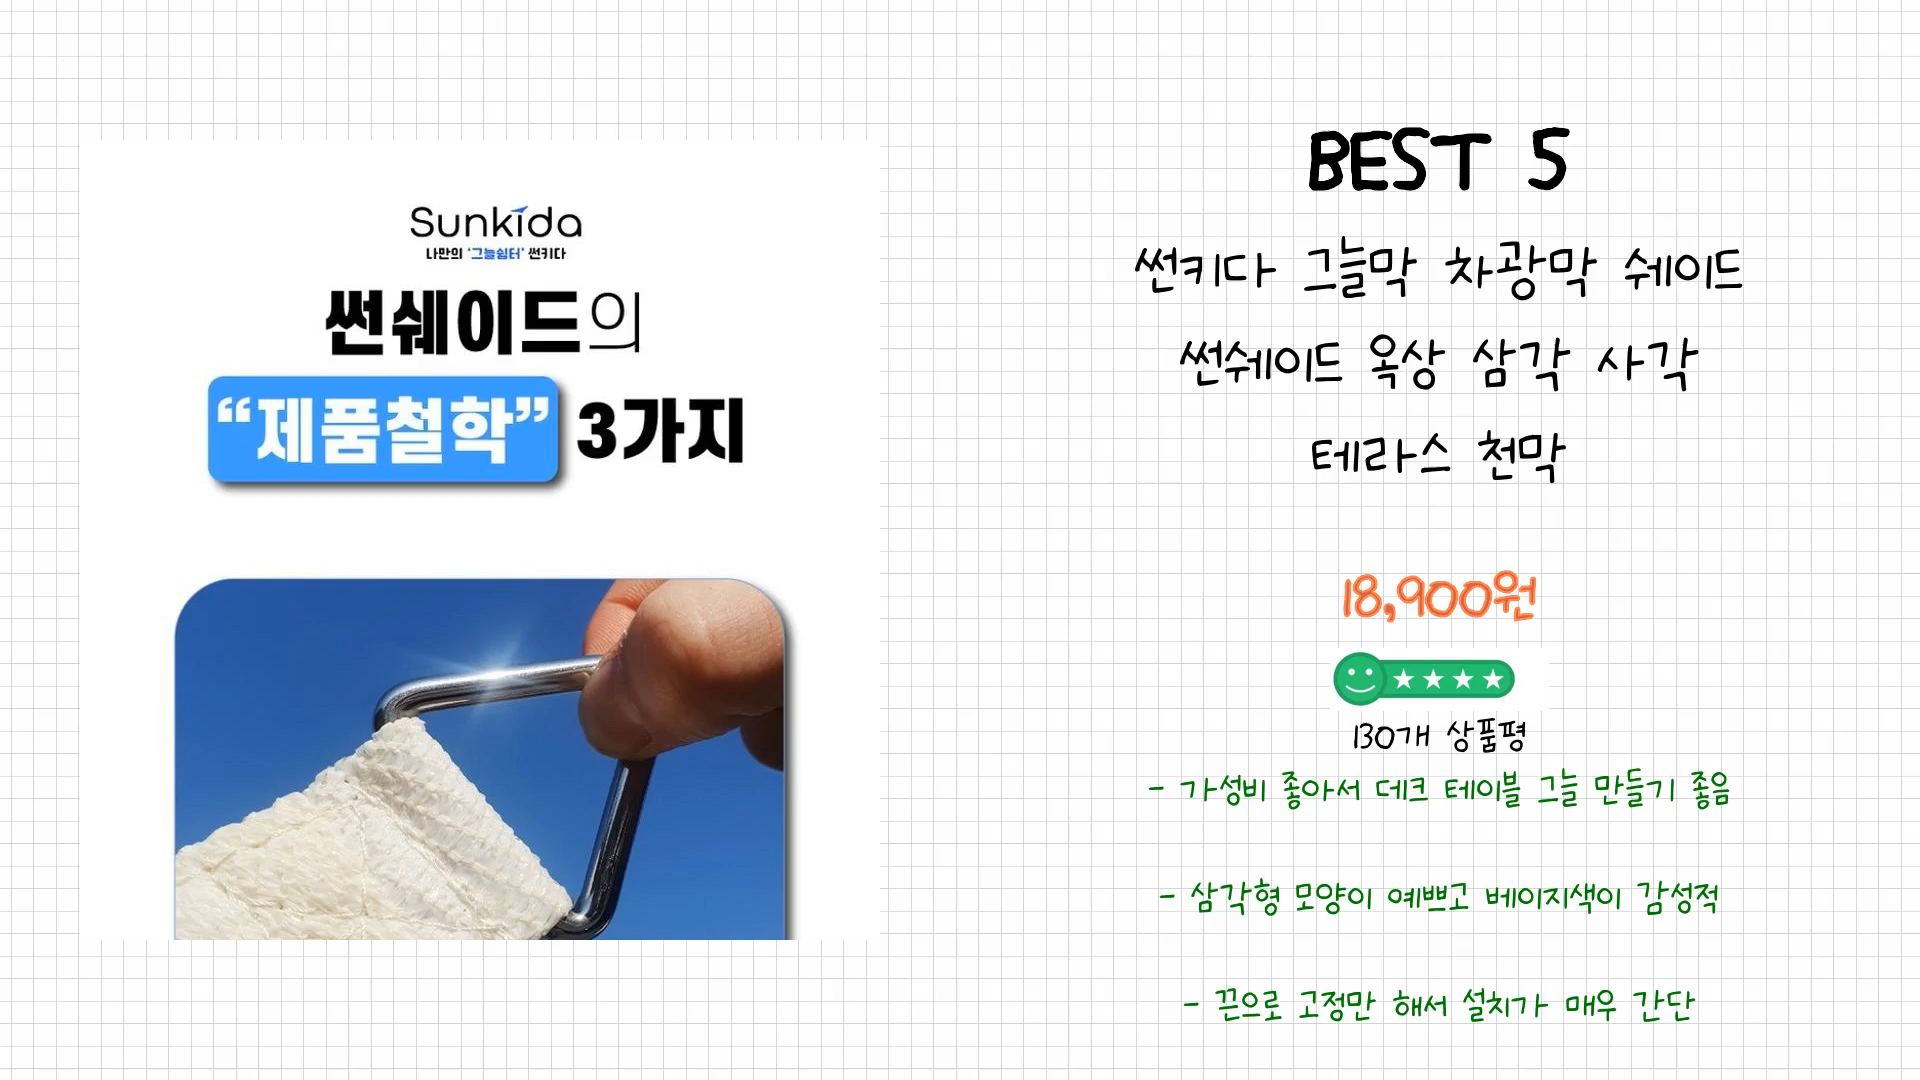 Sunkida
나만의 '그늘쉼터' 썬키다
썬쉐이드의
“제품철학” 3가지
BEST 5
썬키다 그늘막 차광막 쉐이드
썬쉐이드 옥상 삼각 사각
테라스 천막
18,900원
130개 상품평
- 가성비 좋아서 데크 테이블 그늘 만들기 좋음
- 삼각형 모양이 예쁘고 베이지색이 감성적
- 끈으로 고정만 해서 설치가 매우 간단